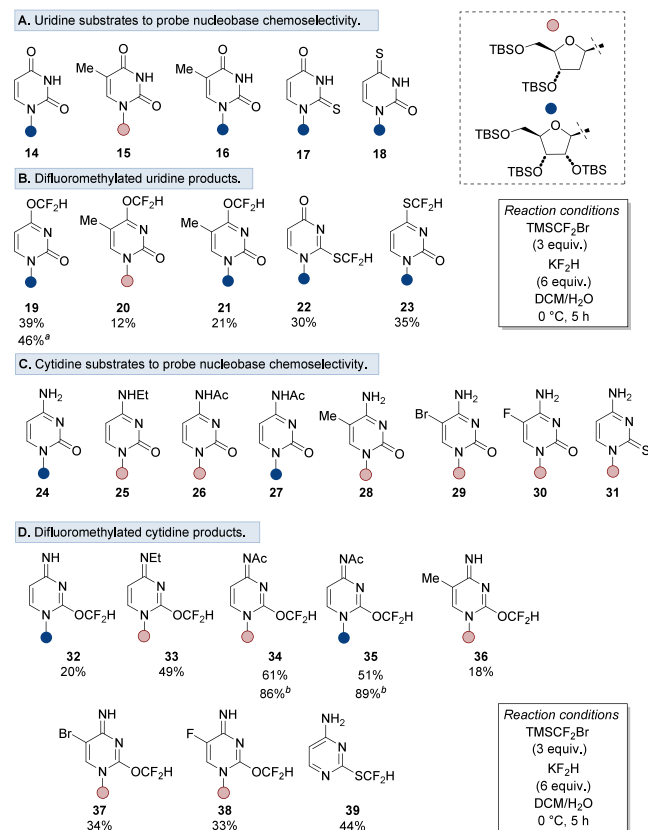 A. Uridine substrates to probe nucleobase chemoselectivity.
O O O O S
Me Me
NH NH NH NH NH
N O N O N S N O
14 15 16 17 18
TBSO O
TBSO
TBSO O
TBSO OTBS
B. Difluoromethylated uridine products.
OCF₂H OCF₂H OCF₂H O SCF₂H
Me Me
N N N N N
N O N O N O N SCF₂H N O
19 20 21 22 23
39% 12% 21% 30% 35%
46%ᵃ
Reaction conditions
TMSCF₂Br
(3 equiv.)
KF₂H
(6 equiv.)
DCM/H₂O
0 °C, 5 h
C. Cytidine substrates to probe nucleobase chemoselectivity.
NH₂ NHEt NHAc NHAc NH₂ NH₂ NH₂ NH₂
Me Br F
N N N N N N N N
N O N O N O N O N O N O N O N S
24 25 26 27 28 29 30 31
D. Difluoromethylated cytidine products.
NH NEt NAc NAc NH
Me
N N N N N
N OCF₂H N OCF₂H N OCF₂H N OCF₂H N OCF₂H
32 33 34 35 36
20% 49% 61% 51% 18%
86%ᵇ 89%ᵇ
NH NH NH₂
Br F
N N N
N OCF₂H N OCF₂H N SCF₂H
37 38 39
34% 33% 44%
Reaction conditions
TMSCF₂Br
(3 equiv.)
KF₂H
(6 equiv.)
DCM/H₂O
0 °C, 5 h